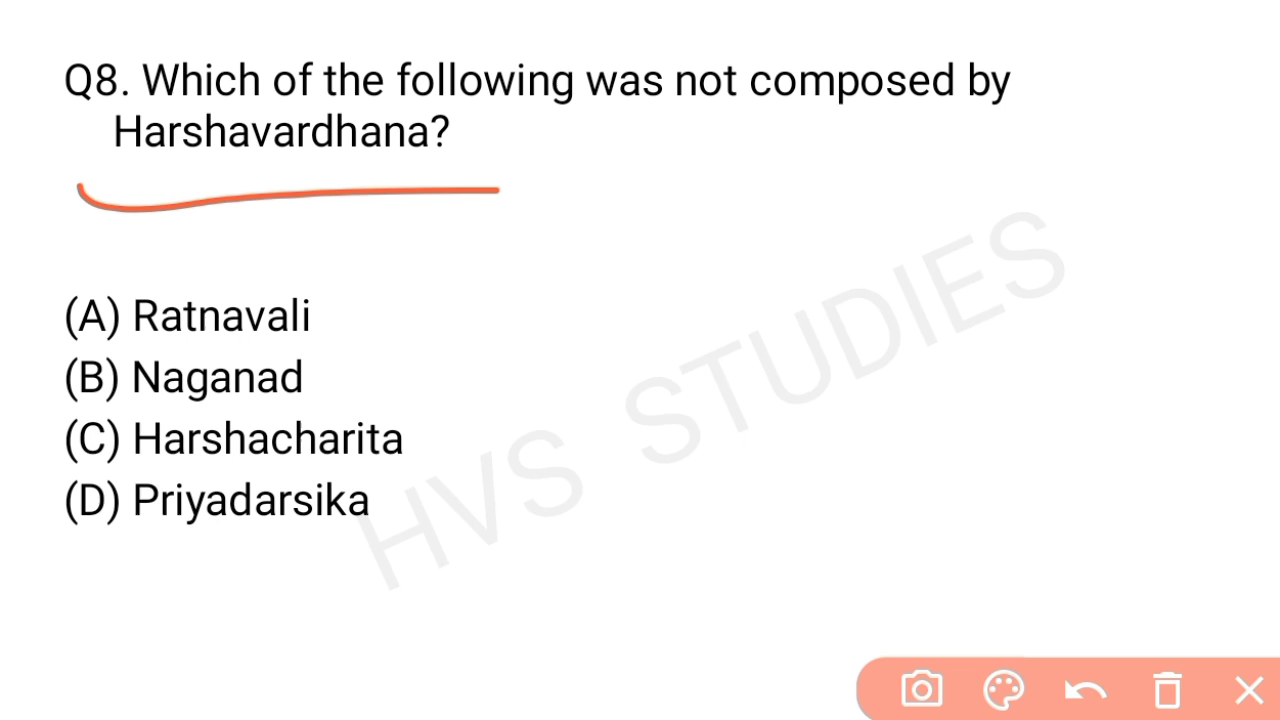 Q8. Which of the following was not composed by
Harshavardhana?
(A) Ratnavali
(B) Naganad
(C) Harshacharita
(D) Priyadarsika
HVS STUDIES